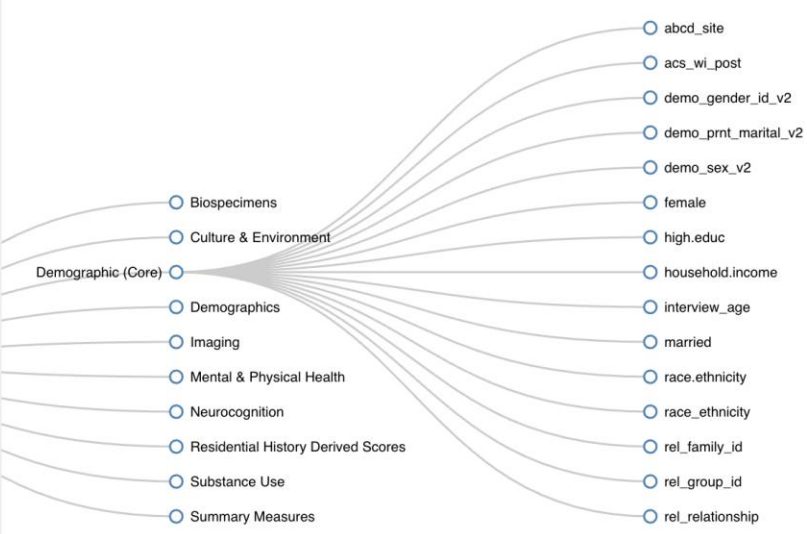 Biospecimens
Culture & Environment
Demographic (Core)
Demographics
Imaging
Mental & Physical Health
Neurocognition
Residential History Derived Scores
Substance Use
Summary Measures
abcd_site
acs_wi_post
demo_gender_id_v2
demo_prnt_marital_v2
demo_sex_v2
female
high.educ
household.income
interview_age
married
race.ethnicity
race_ethnicity
rel_family_id
rel_group_id
rel_relationship